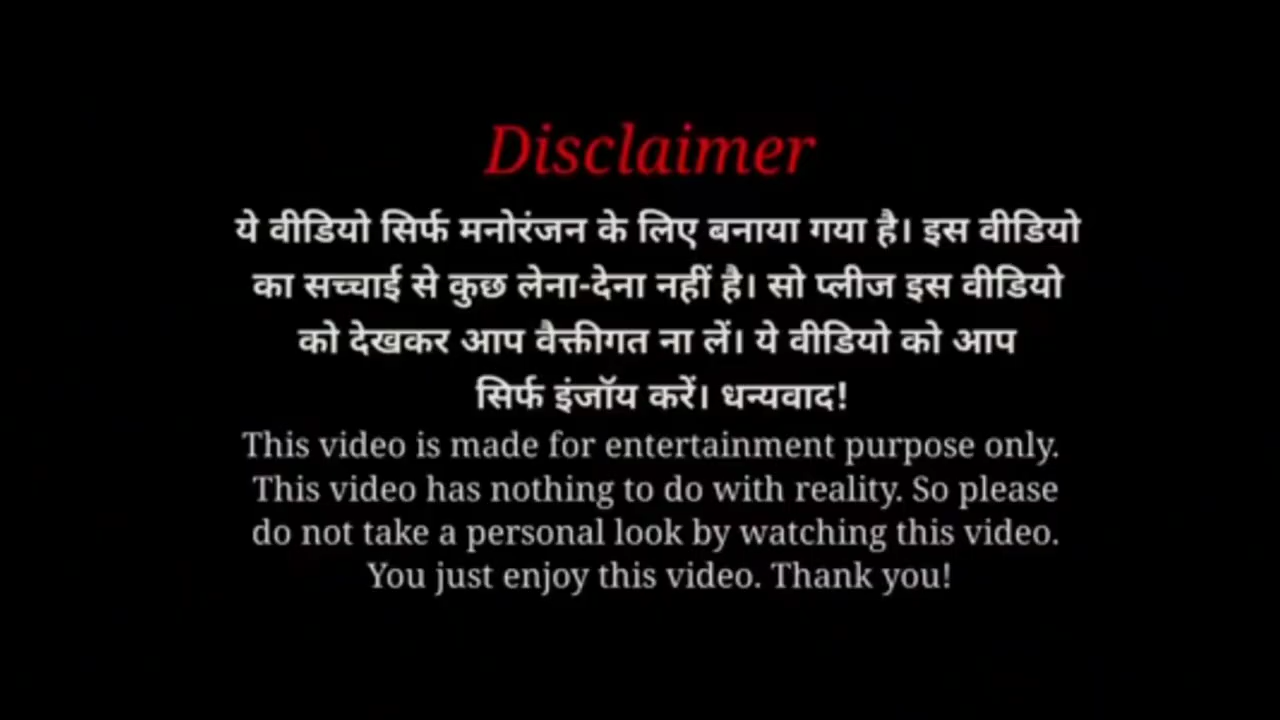 Disclaimer
ये वीडियो सिर्फ मनोरंजन के लिए बनाया गया है। इस वीडियो
का सच्चाई से कुछ लेना-देना नहीं है। सो प्लीज इस वीडियो
को देखकर आप वैक्तीगत ना लें। ये वीडियो को आप
सिर्फ इंजॉय करें। धन्यवाद!
This video is made for entertainment purpose only.
This video has nothing to do with reality. So please
do not take a personal look by watching this video.
You just enjoy this video. Thank you!